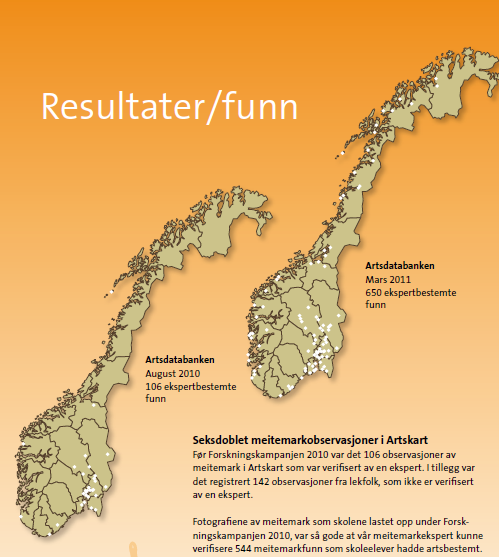 Resultater/funn
Artsdatabanken
Mars 2011
650 ekspertbestemte
funn
Artsdatabanken
August 2010
106 ekspertbestemte
funn
Seksdoblet meitemarkobservasjoner i Artskart
Før Forskningskampanjen 2010 var det 106 observasjoner av
meitemark i Artskart som var verifisert av en ekspert. I tillegg var
det registrert 142 observasjoner fra lekfolk, som ikke er verifisert
av en ekspert.
Fotografiene av meitemark som skolene lastet opp under Forsk-
ningskampanjen 2010, var så gode at vår meitemarkekspert kunne
verifisere 544 meitemarkfunn som skoleelever hadde artsbestemt.